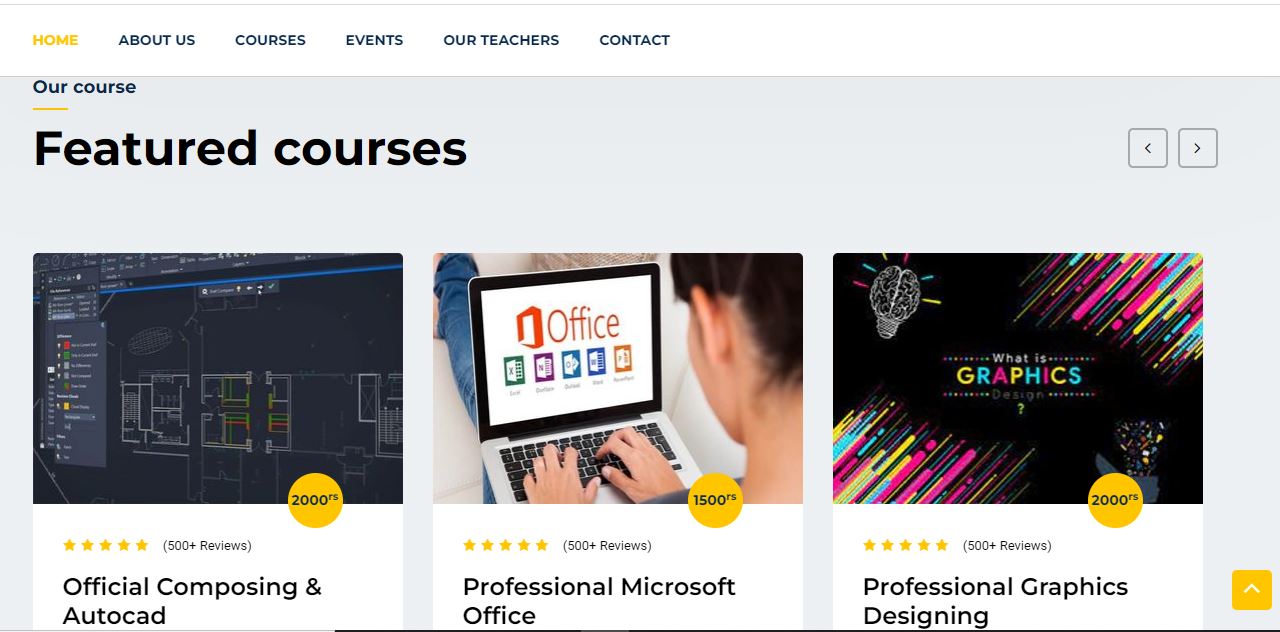 HOME ABOUT US COURSES EVENTS OUR TEACHERS CONTACT
Our course
Featured courses
Office
Excel OneNote Outlook Word PowerPoint
What is
GRAPHICS
Design
?
2000rs
1500rs
2000rs
(500+ Reviews)
(500+ Reviews)
(500+ Reviews)
Official Composing &
Autocad
Professional Microsoft
Office
Professional Graphics
Designing